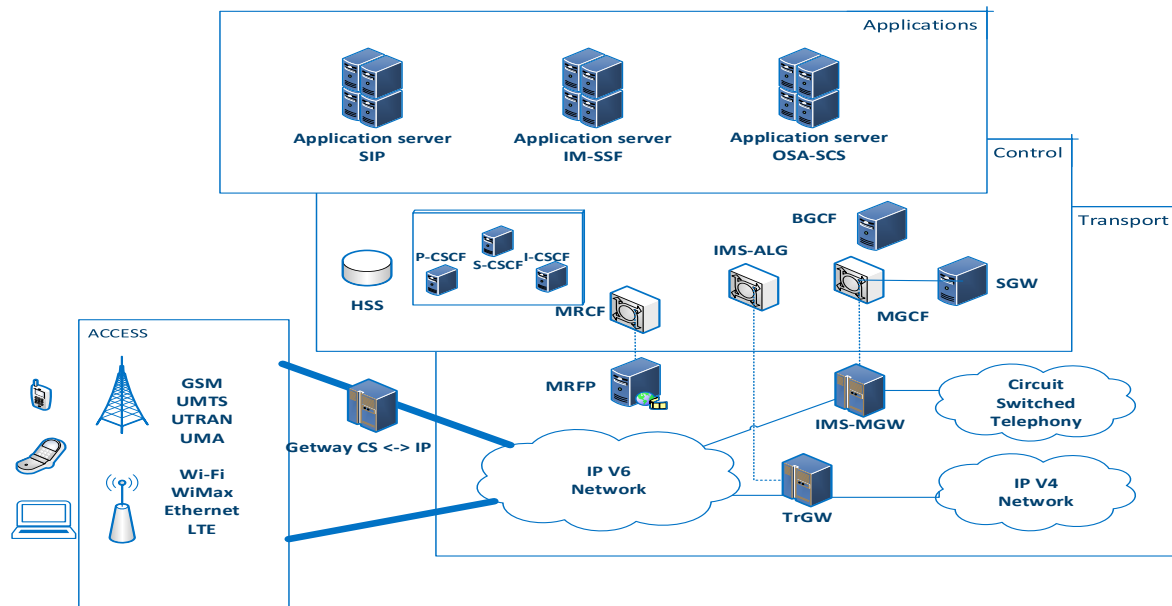 Applications
Application server
SIP
Application server
IM-SSF
Application server
OSA-SCS
Control
Transport
BGCF
P-CSCF
S-CSCF
I-CSCF
IMS-ALG
HSS
MRCF
MGCF
SGW
ACCESS
GSM
UMTS
UTRAN
UMA
Getway CS <-> IP
MRFP
IMS-MGW
Circuit
Switched
Telephony
Wi-Fi
WiMax
Ethernet
LTE
IP V6
Network
TrGW
IP V4
Network